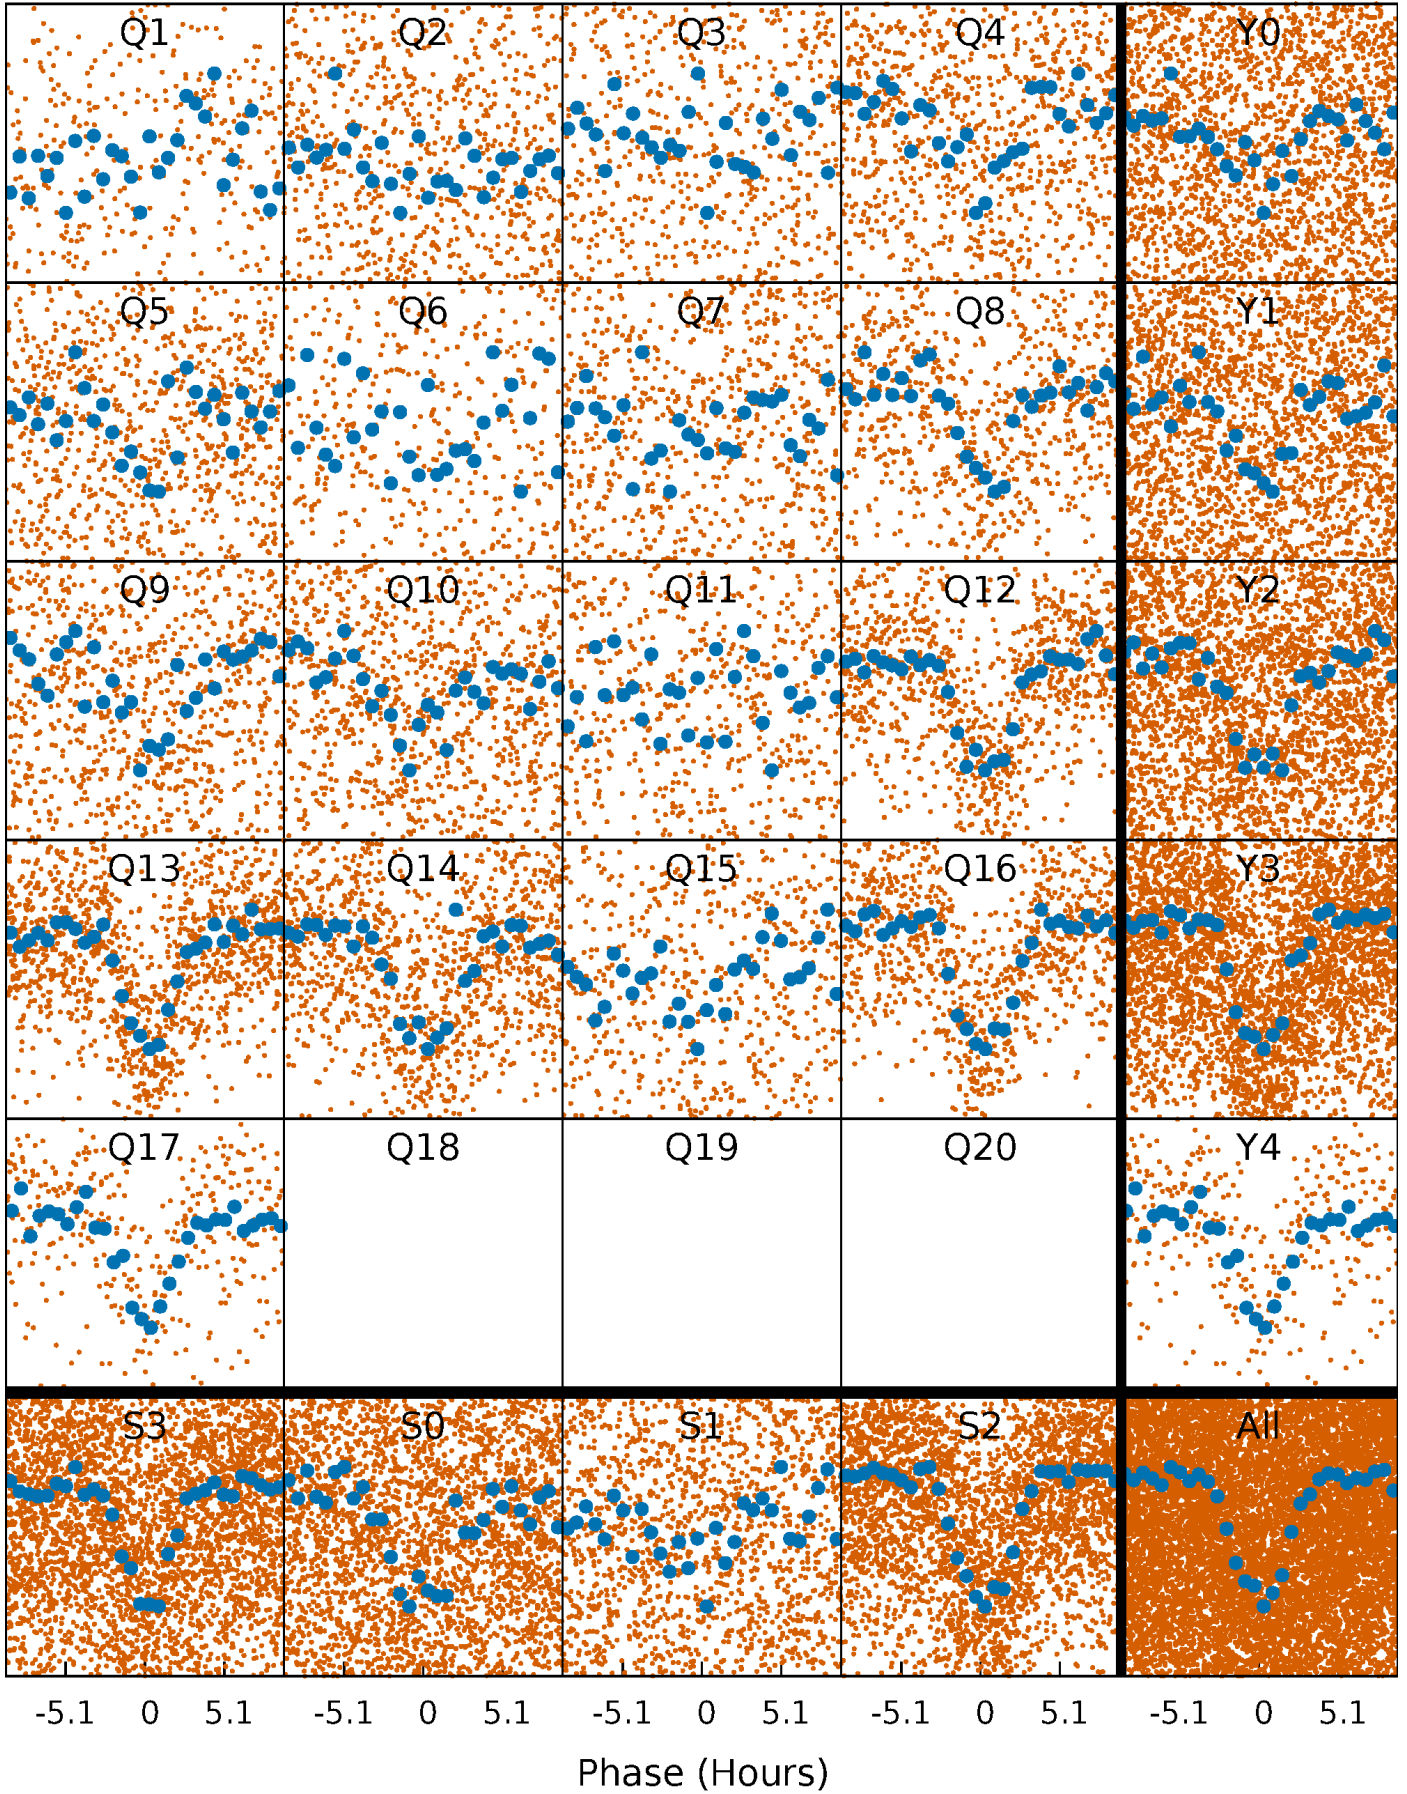 Q1 Q2 Q3 Q4 Y0
Q5 Q6 Q7 Q8 Y1
Q9 Q10 Q11 Q12 Y2
Q13 Q14 Q15 Q16 Y3
Q17 Q18 Q19 Q20 Y4
S3 S0 S1 S2 All
-5.1 0 5.1 -5.1 0 5.1 -5.1 0 5.1 -5.1 0 5.1 -5.1 0 5.1
Phase (Hours)